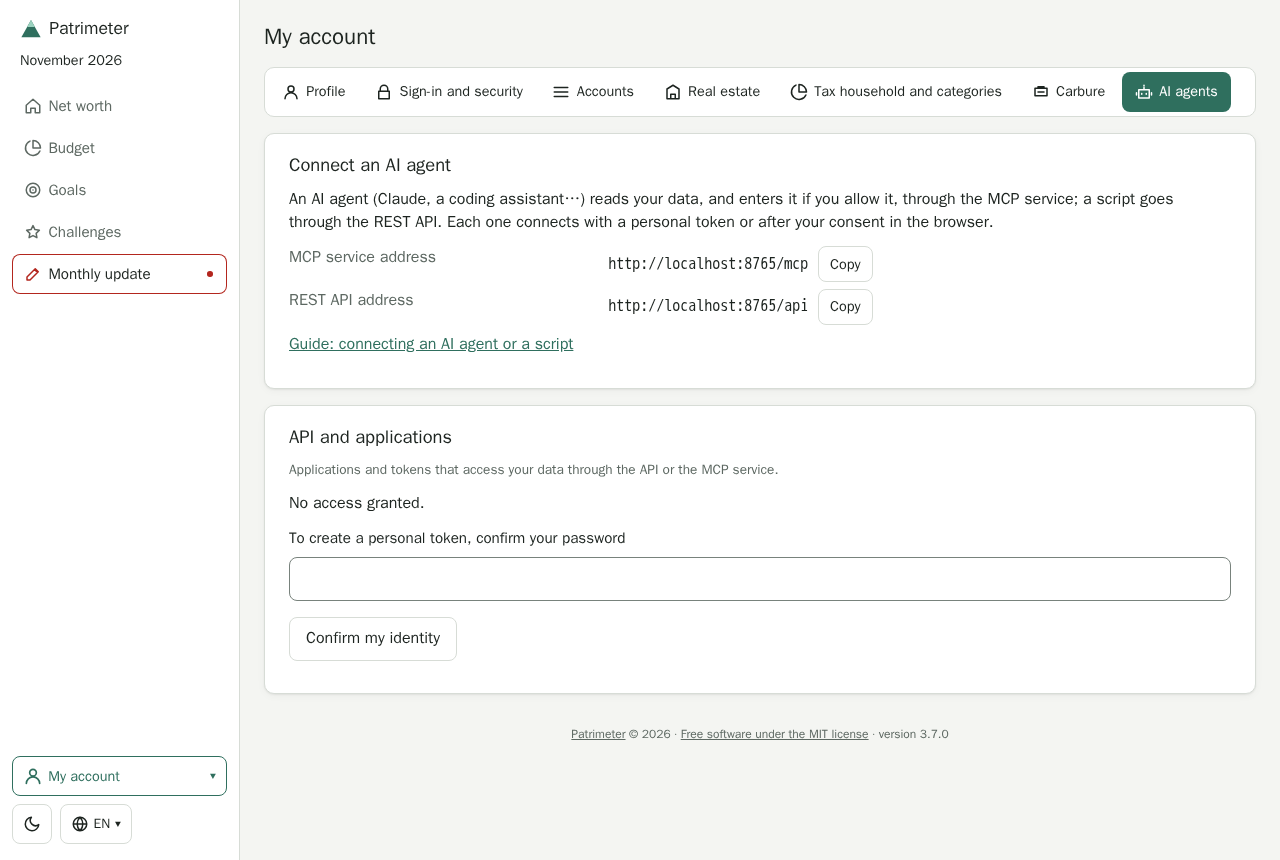 Patrimeter
November 2026
Net worth
Budget
Goals
Challenges
Monthly update
My account
EN
My account
Profile
Sign-in and security
Accounts
Real estate
Tax household and categories
Carbure
AI agents
Connect an AI agent
An AI agent (Claude, a coding assistant…) reads your data, and enters it if you allow it, through the MCP service; a script goes
through the REST API. Each one connects with a personal token or after your consent in the browser.
MCP service address
http://localhost:8765/mcp
Copy
REST API address
http://localhost:8765/api
Copy
Guide: connecting an AI agent or a script
API and applications
Applications and tokens that access your data through the API or the MCP service.
No access granted.
To create a personal token, confirm your password
Confirm my identity
Patrimeter © 2026 · Free software under the MIT license · version 3.7.0